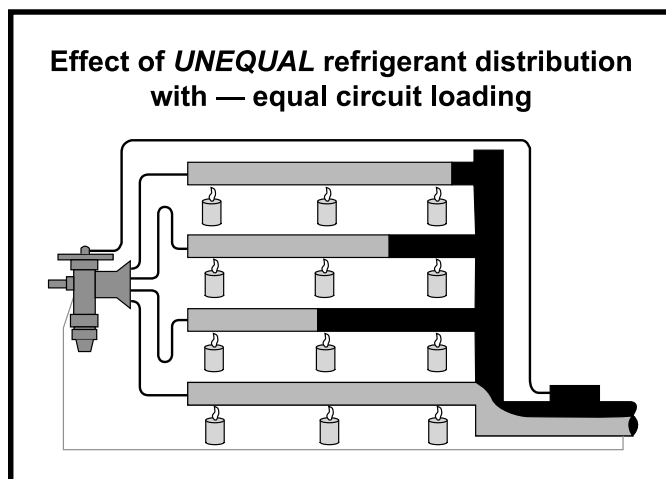 Effect of UNEQUAL refrigerant distribution
with — equal circuit loading